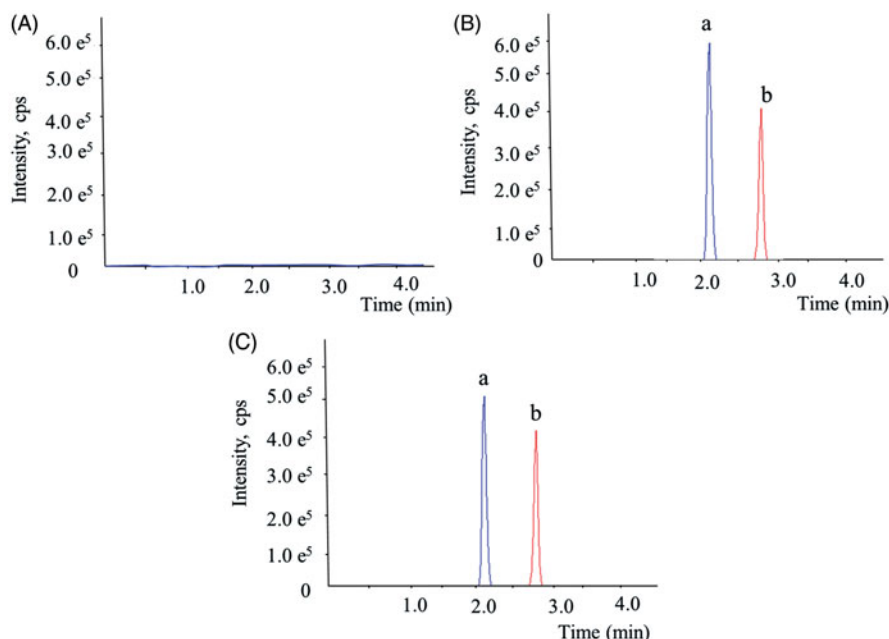 (A)
Intensity, cps
6.0 e⁵
5.0 e⁵
4.0 e⁵
3.0 e⁵
2.0 e⁵
1.0 e⁵
0
1.0 2.0 3.0 4.0
Time (min)
(B)
Intensity, cps
6.0 e⁵
5.0 e⁵
4.0 e⁵
3.0 e⁵
2.0 e⁵
1.0 e⁵
0
a
b
1.0 2.0 3.0 4.0
Time (min)
(C)
Intensity, cps
6.0 e⁵
5.0 e⁵
4.0 e⁵
3.0 e⁵
2.0 e⁵
1.0 e⁵
0
a
b
1.0 2.0 3.0 4.0
Time (min)